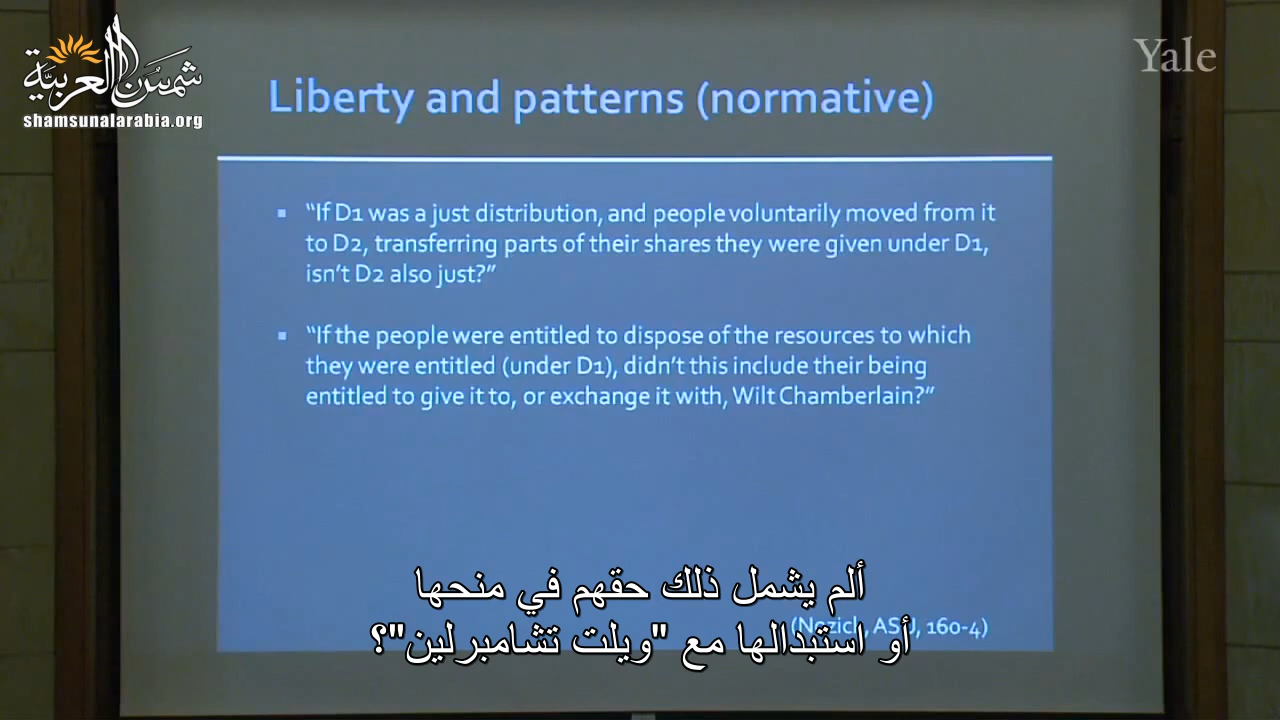 شمس العربية
shamsunalarabia.org
Yale
Liberty and patterns (normative)
▪ “If D1 was a just distribution, and people voluntarily moved from it
to D2, transferring parts of their shares they were given under D1,
isn’t D2 also just?”
▪ “If the people were entitled to dispose of the resources to which
they were entitled (under D1), didn’t this include their being
entitled to give it to, or exchange it with, Wilt Chamberlain?”
(Nozick, ASU, 160-4)
ألم يشمل ذلك حقهم في منحها
أو استبدالها مع "ويلت تشامبرلين"؟